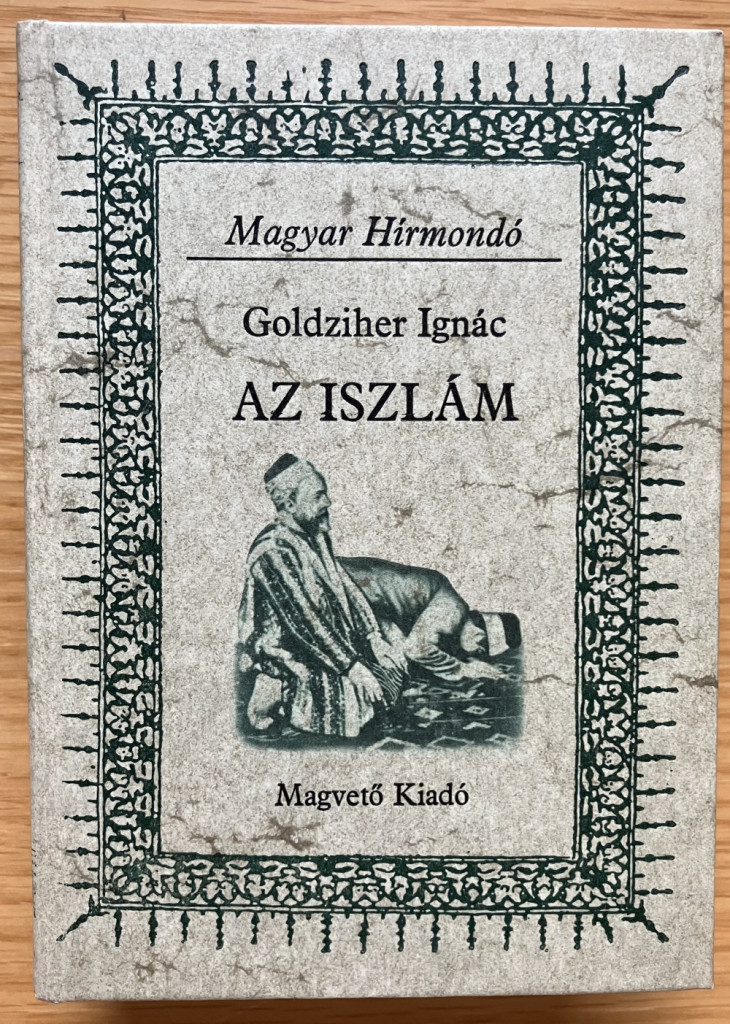 Magyar Hírmondó
Goldziher Ignác
AZ ISZLÁM
Magvető Kiadó